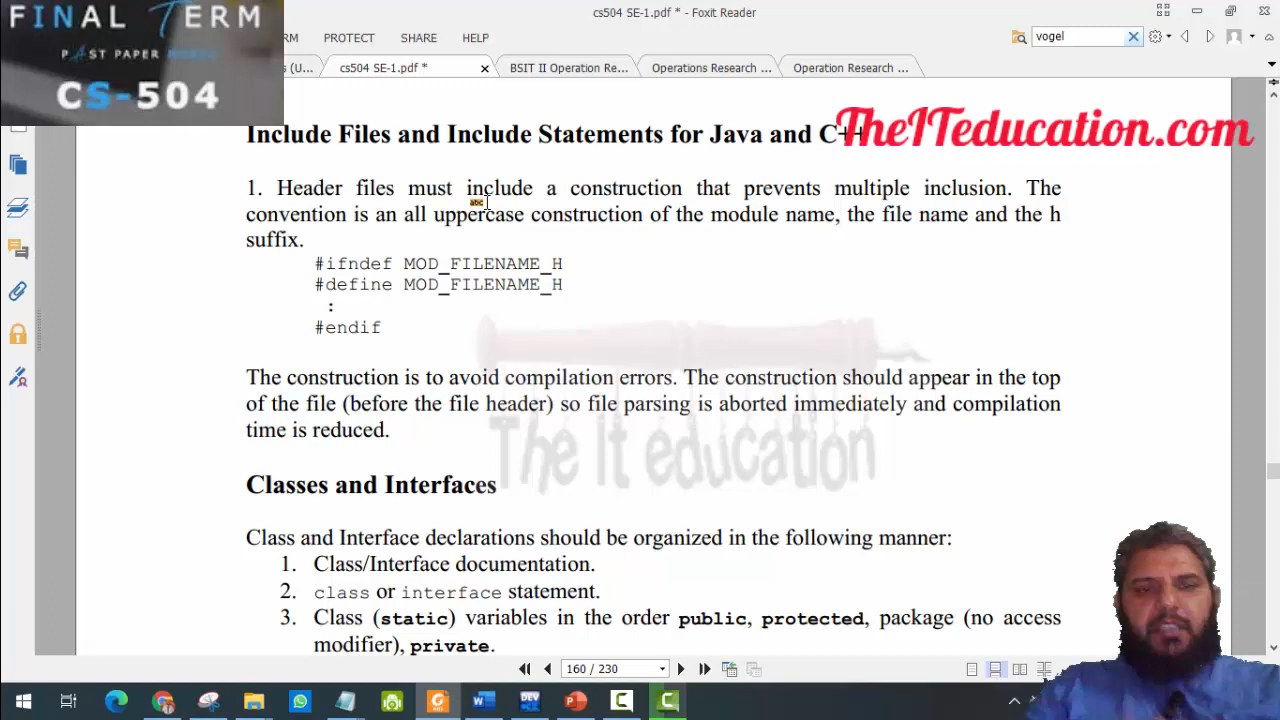 FINAL TERM
PAST PAPER
CS-504
cs504 SE-1.pdf * - Foxit Reader
RM PROTECT SHARE HELP
vogel
s (U...
cs504 SE-1.pdf *
BSIT II Operation Re...
Operations Research ...
Operation Research ...
TheITeducation.com
Include Files and Include Statements for Java and C++
1. Header files must include a construction that prevents multiple inclusion. The
abc
convention is an all uppercase construction of the module name, the file name and the h
suffix.
#ifndef MOD_FILENAME_H
#define MOD_FILENAME_H
:
#endif
The construction is to avoid compilation errors. The construction should appear in the top
of the file (before the file header) so file parsing is aborted immediately and compilation
time is reduced.
The It education
Classes and Interfaces
Class and Interface declarations should be organized in the following manner:
1. Class/Interface documentation.
2. class or interface statement.
3. Class (static) variables in the order public, protected, package (no access
modifier), private.
160 / 230